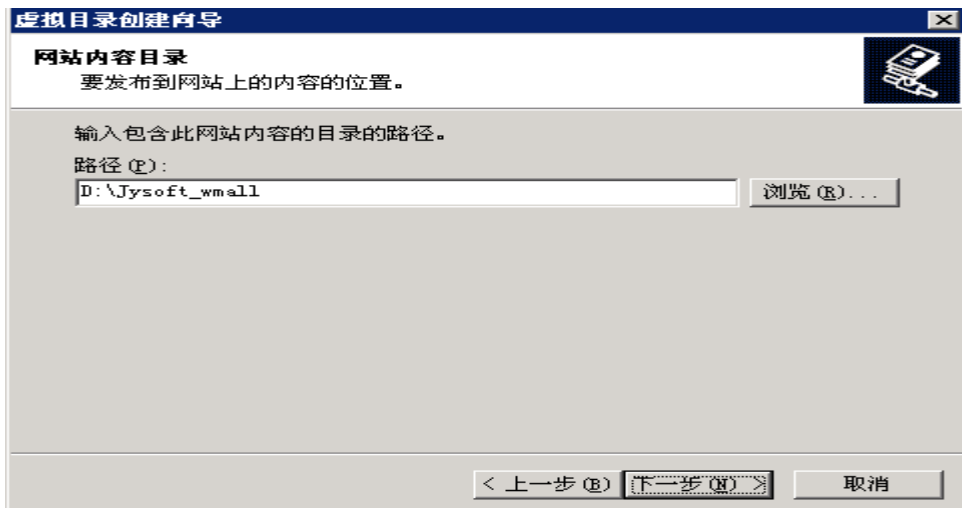 虚拟目录创建向导
网站内容目录
要发布到网站上的内容的位置。
输入包含此网站内容的目录的路径。
路径(P):
D:\Jysoft_wmall
浏览(R)...
< 上一步(B) 下一步(N) > 取消